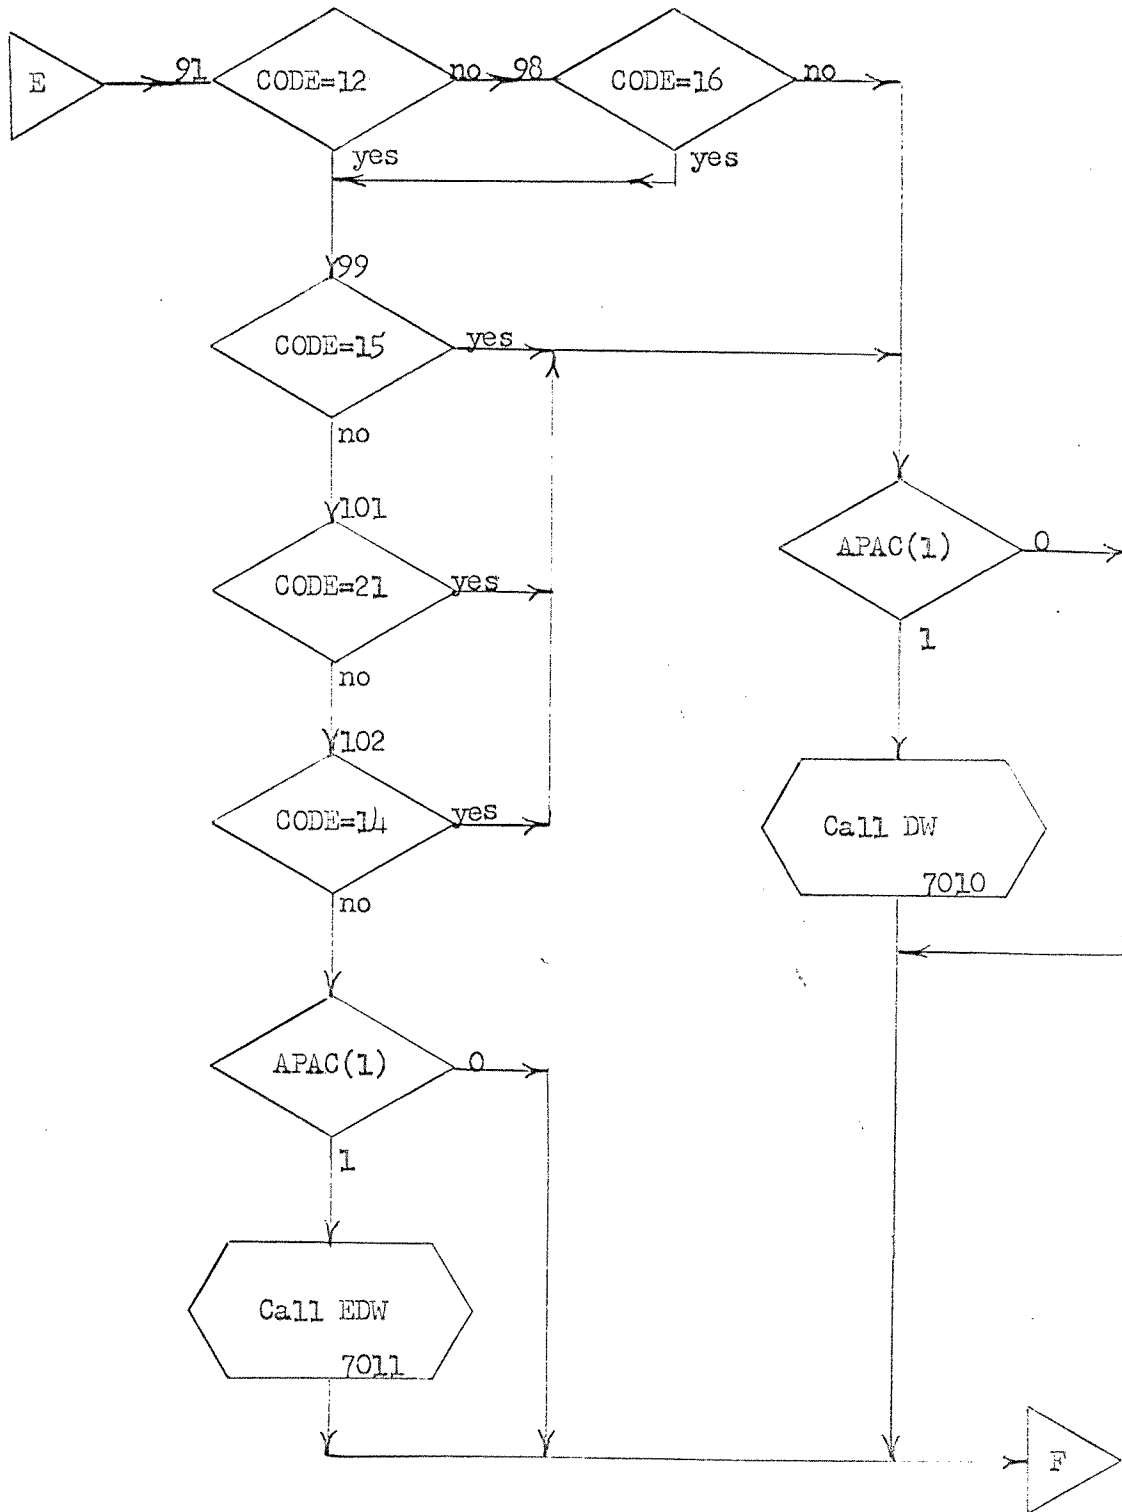 E
91
CODE=12
no
98
CODE=16
no
yes
yes
99
CODE=15
yes
no
101
CODE=21
yes
no
102
CODE=14
yes
no
APAC(1)
0
1
Call EDW
7011
APAC(1)
0
1
Call DW
7010
F